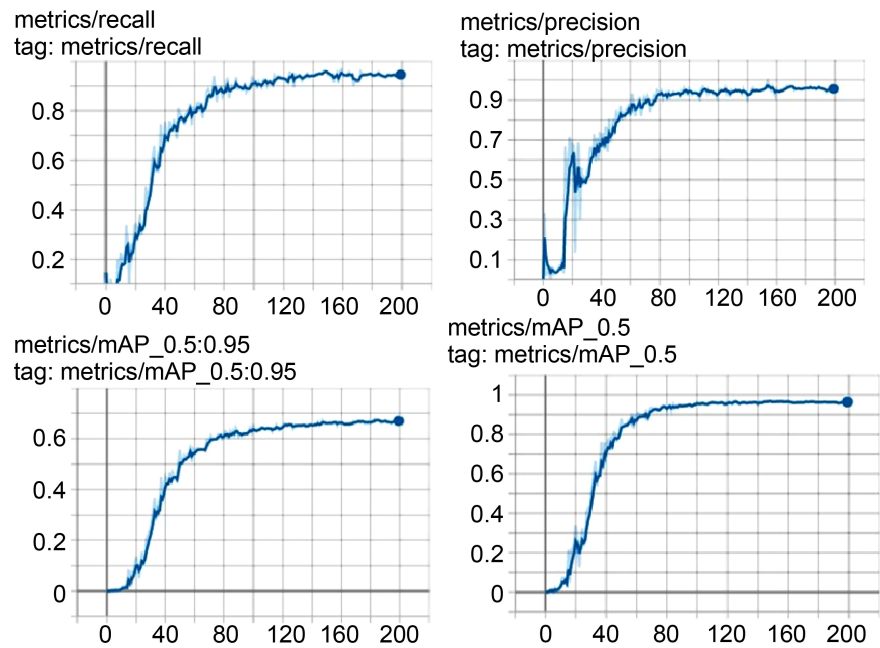 metrics/recall
tag: metrics/recall
0.8
0.6
0.4
0.2
0 40 80 120 160 200
metrics/precision
tag: metrics/precision
0.9
0.7
0.5
0.3
0.1
0 40 80 120 160 200
metrics/mAP_0.5:0.95
tag: metrics/mAP_0.5:0.95
0.6
0.4
0.2
0
0 40 80 120 160 200
metrics/mAP_0.5
tag: metrics/mAP_0.5
1
0.8
0.6
0.4
0.2
0
0 40 80 120 160 200